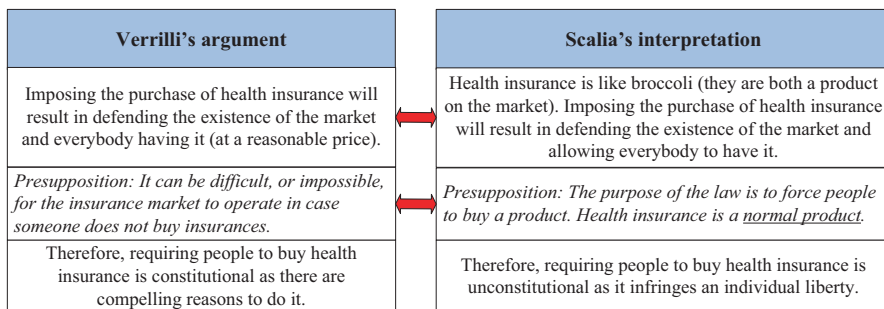 Verrilli's argument
Imposing the purchase of health insurance will
result in defending the existence of the market
and everybody having it (at a reasonable price).
Presupposition: It can be difficult, or impossible,
for the insurance market to operate in case
someone does not buy insurances.
Therefore, requiring people to buy health
insurance is constitutional as there are
compelling reasons to do it.
Scalia's interpretation
Health insurance is like broccoli (they are both a product
on the market). Imposing the purchase of health insurance
will result in defending the existence of the market and
allowing everybody to have it.
Presupposition: The purpose of the law is to force people
to buy a product. Health insurance is a normal product.
Therefore, requiring people to buy health insurance is
unconstitutional as it infringes an individual liberty.